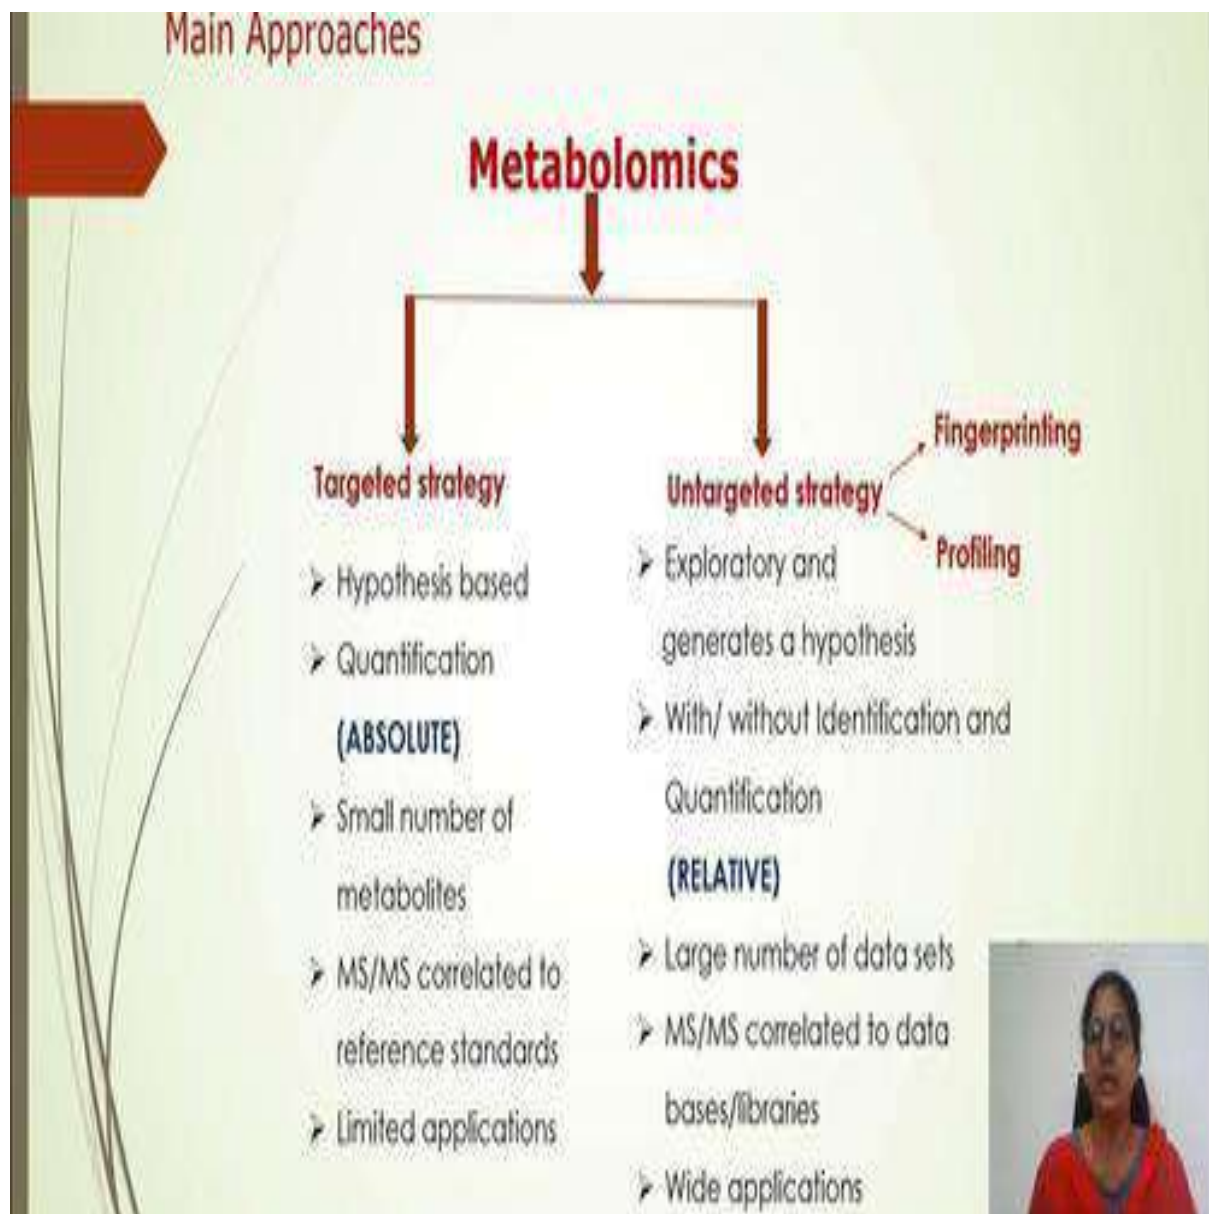 Main Approaches
Metabolomics
Targeted strategy
Hypothesis based
Quantification
(ABSOLUTE)
Small number of
metabolites
MS/MS correlated to
reference standards
Limited applications
Untargeted strategy
Fingerprinting
Profiling
Exploratory and
generates a hypothesis
With/ without Identification and
Quantification
(RELATIVE)
Large number of data sets
MS/MS correlated to data
bases/libraries
Wide applications